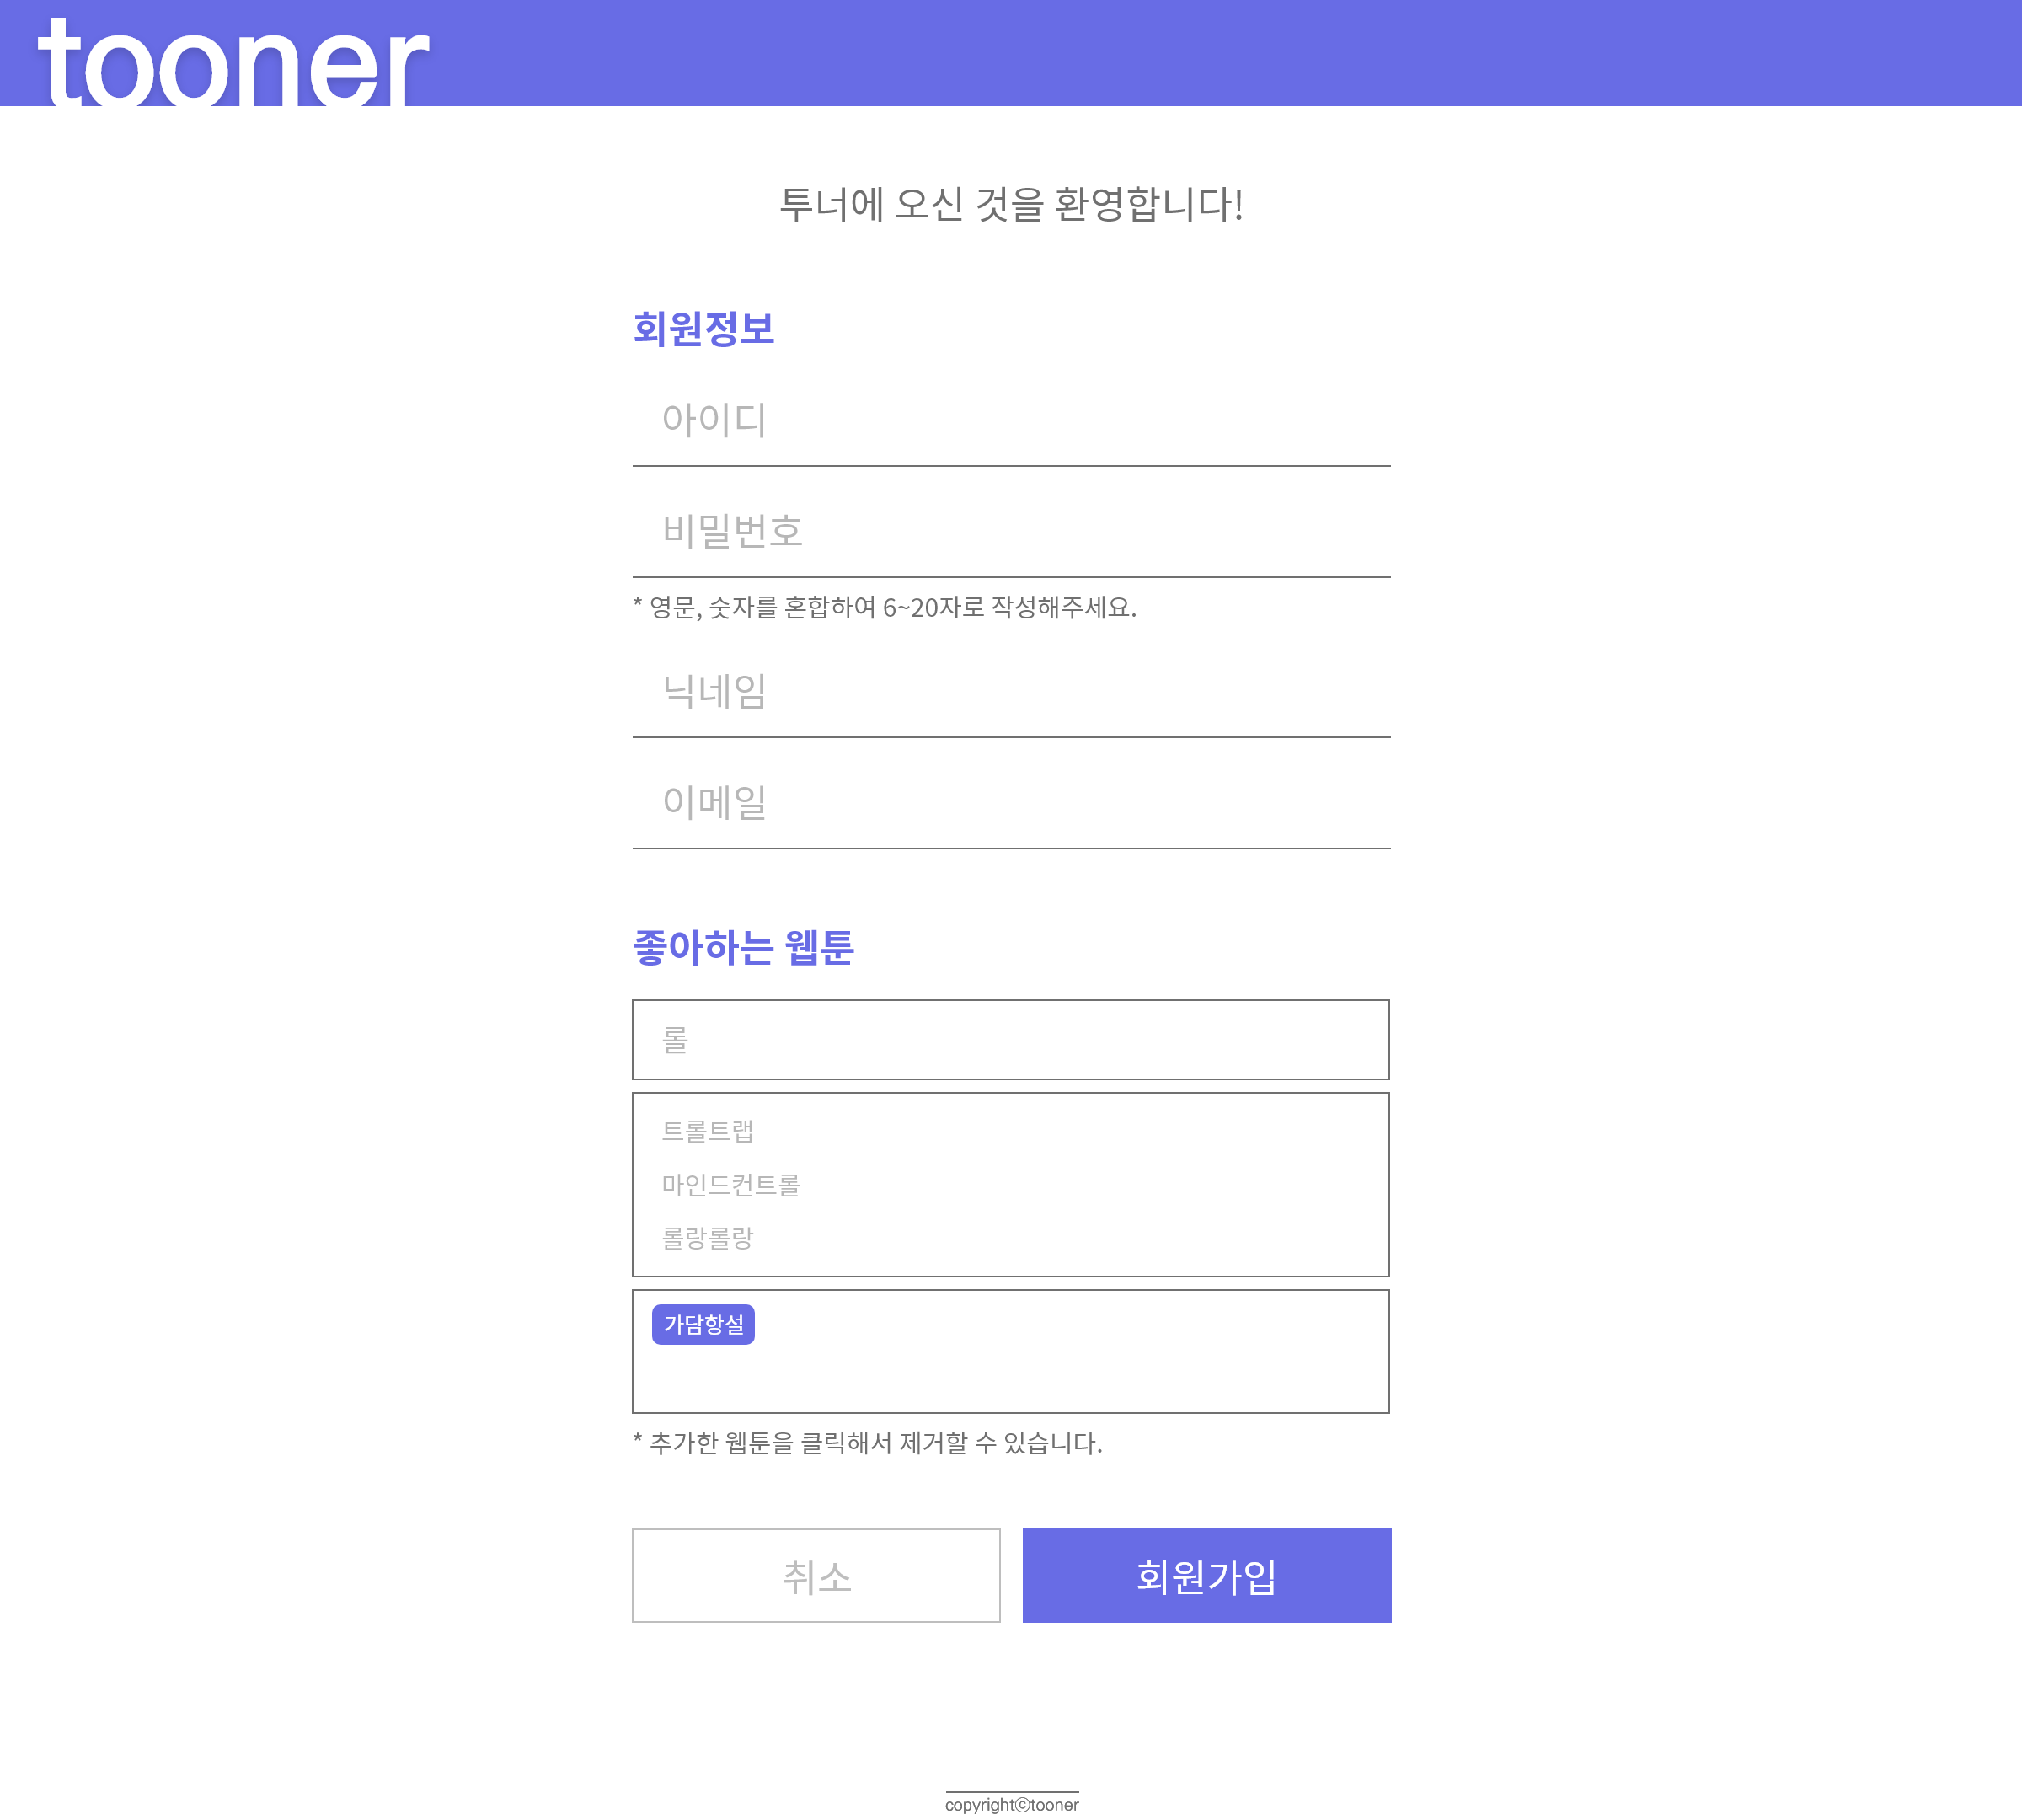 tooner
투너에 오신 것을 환영합니다!
회원정보
아이디
비밀번호
* 영문, 숫자를 혼합하여 6~20자로 작성해주세요.
닉네임
이메일
좋아하는 웹툰
롤
트롤트랩
마인드컨트롤
롤랑롤랑
가담항설
* 추가한 웹툰을 클릭해서 제거할 수 있습니다.
취소 회원가입
copyrightⓒtooner